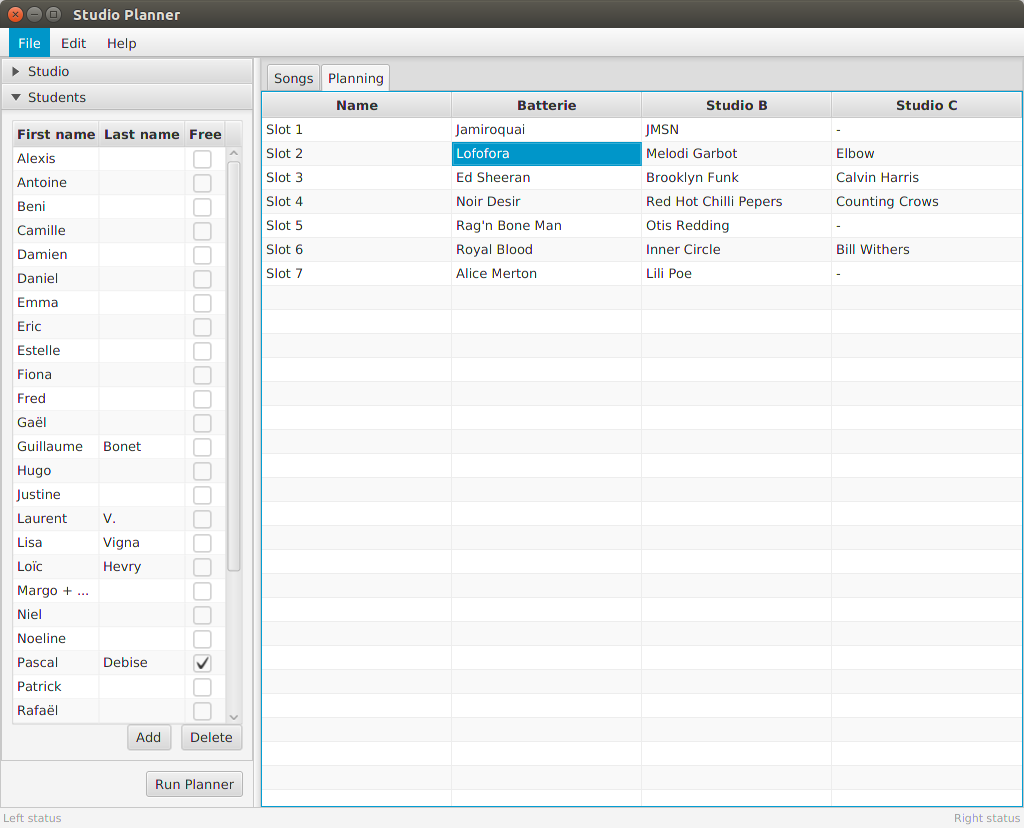 Studio Planner
File Edit Help
Studio
Students
First name Last name Free
Alexis
Antoine
Beni
Camille
Damien
Daniel
Emma
Eric
Estelle
Fiona
Fred
Gaël
Guillaume Bonet
Hugo
Justine
Laurent V.
Lisa Vigna
Loïc Hevry
Margo + ...
Niel
Noeline
Pascal Debise
Patrick
Rafaël
Add Delete
Run Planner
Songs Planning
Name Batterie Studio B Studio C
Slot 1 Jamiroquai JMSN -
Slot 2 Lofofora Melodi Garbot Elbow
Slot 3 Ed Sheeran Brooklyn Funk Calvin Harris
Slot 4 Noir Desir Red Hot Chilli Pepers Counting Crows
Slot 5 Rag'n Bone Man Otis Redding -
Slot 6 Royal Blood Inner Circle Bill Withers
Slot 7 Alice Merton Lili Poe -
Left status Right status